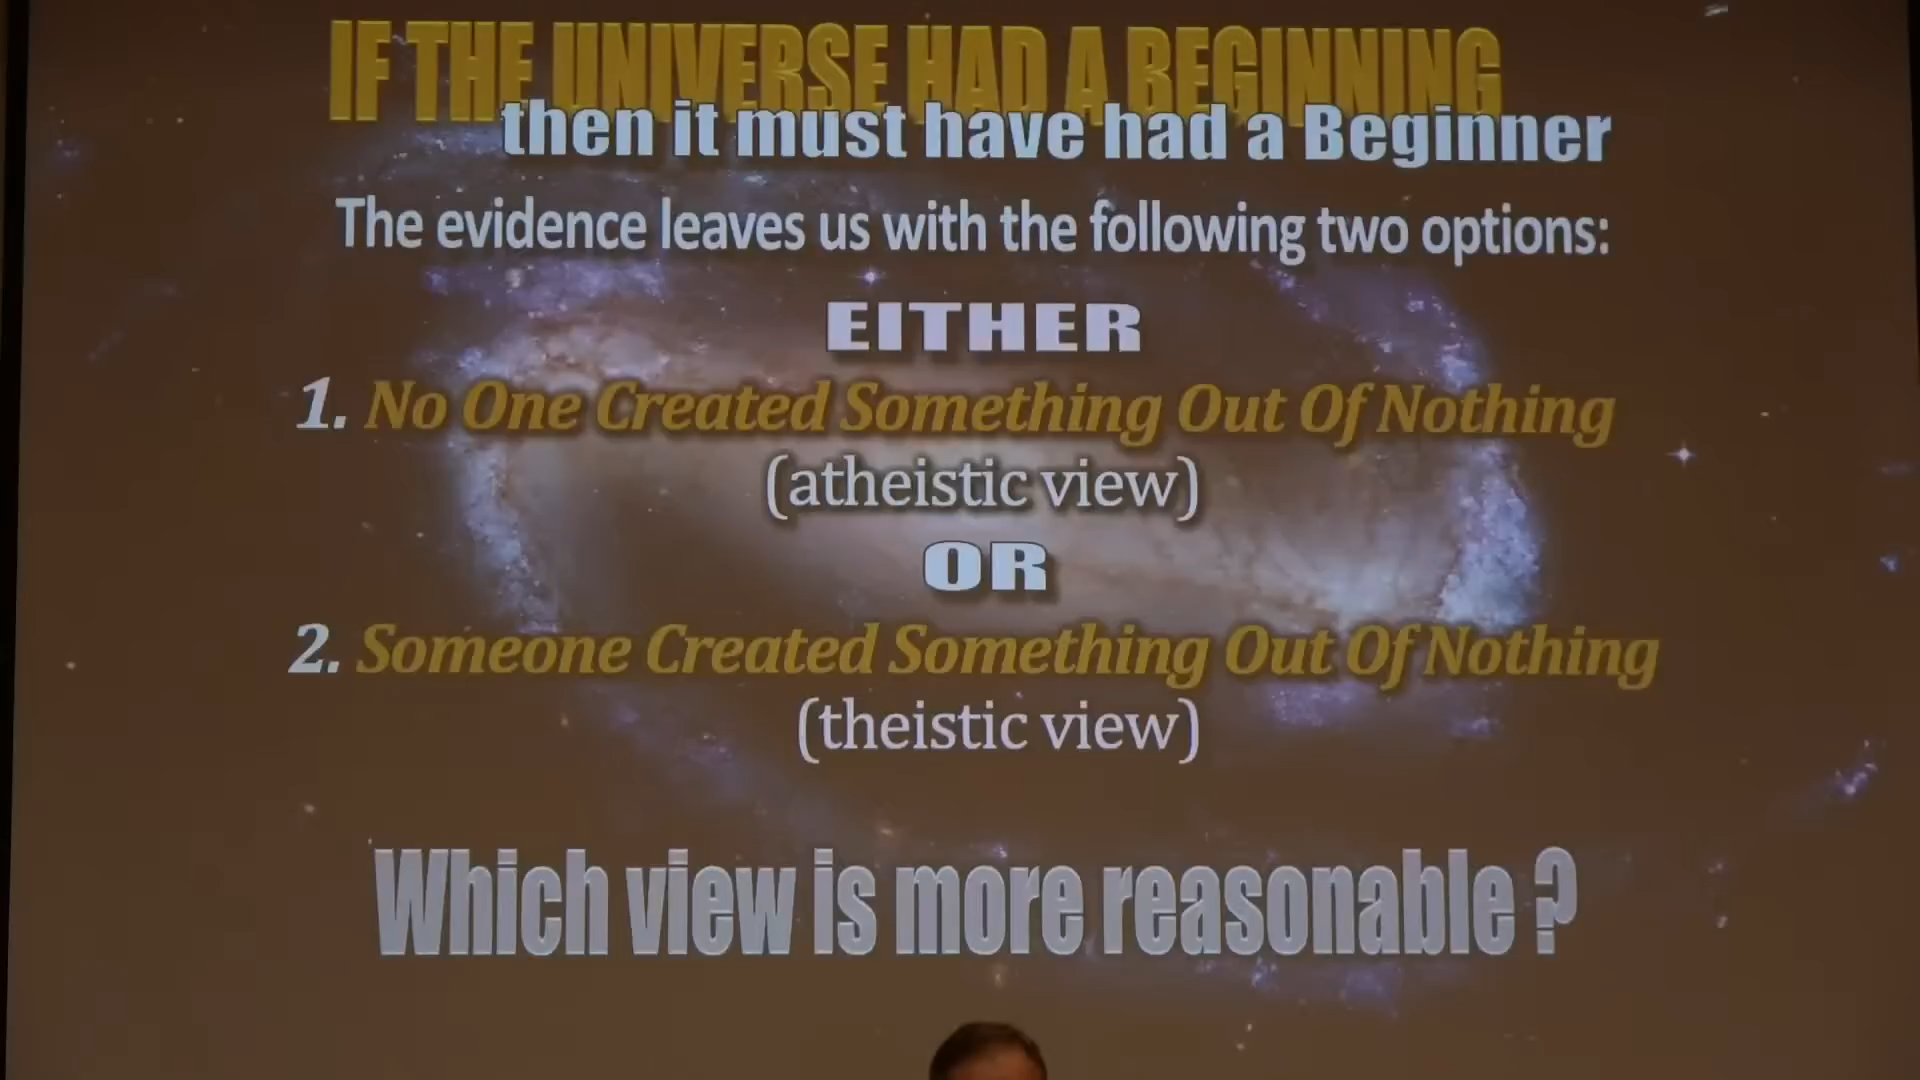 IF THE UNIVERSE HAD A BEGINNING
then it must have had a Beginner
The evidence leaves us with the following two options:
EITHER
1. No One Created Something Out Of Nothing
(atheistic view)
OR
2. Someone Created Something Out Of Nothing
(theistic view)
Which view is more reasonable ?